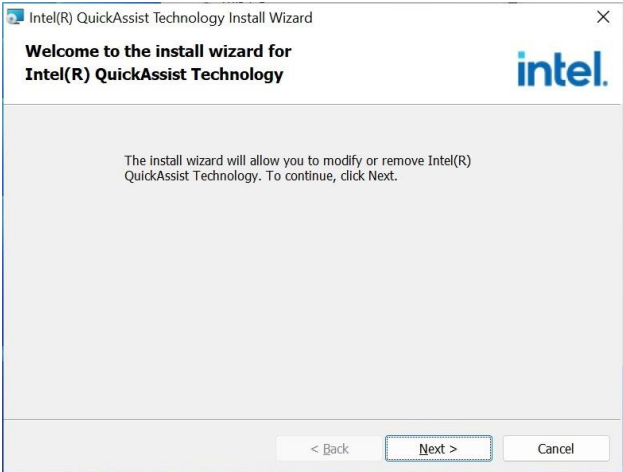 Intel(R) QuickAssist Technology Install Wizard
Welcome to the install wizard for
Intel(R) QuickAssist Technology
intel.
The install wizard will allow you to modify or remove Intel(R)
QuickAssist Technology. To continue, click Next.
< Back
Next >
Cancel